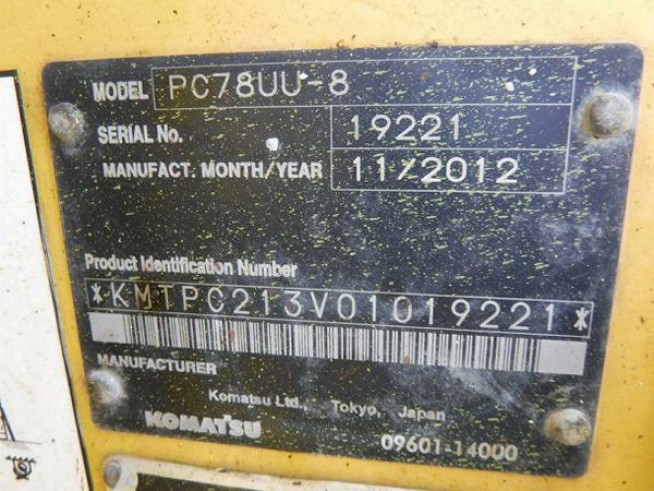 MODEL PC78UU-8
SERIAL No. 19221
MANUFACT. MONTH/YEAR 11/2012
Product Identification Number
*KMTPC213V01019221*
MANUFACTURER
Komatsu Ltd., Tokyo, Japan
KOMATSU
09601-14000